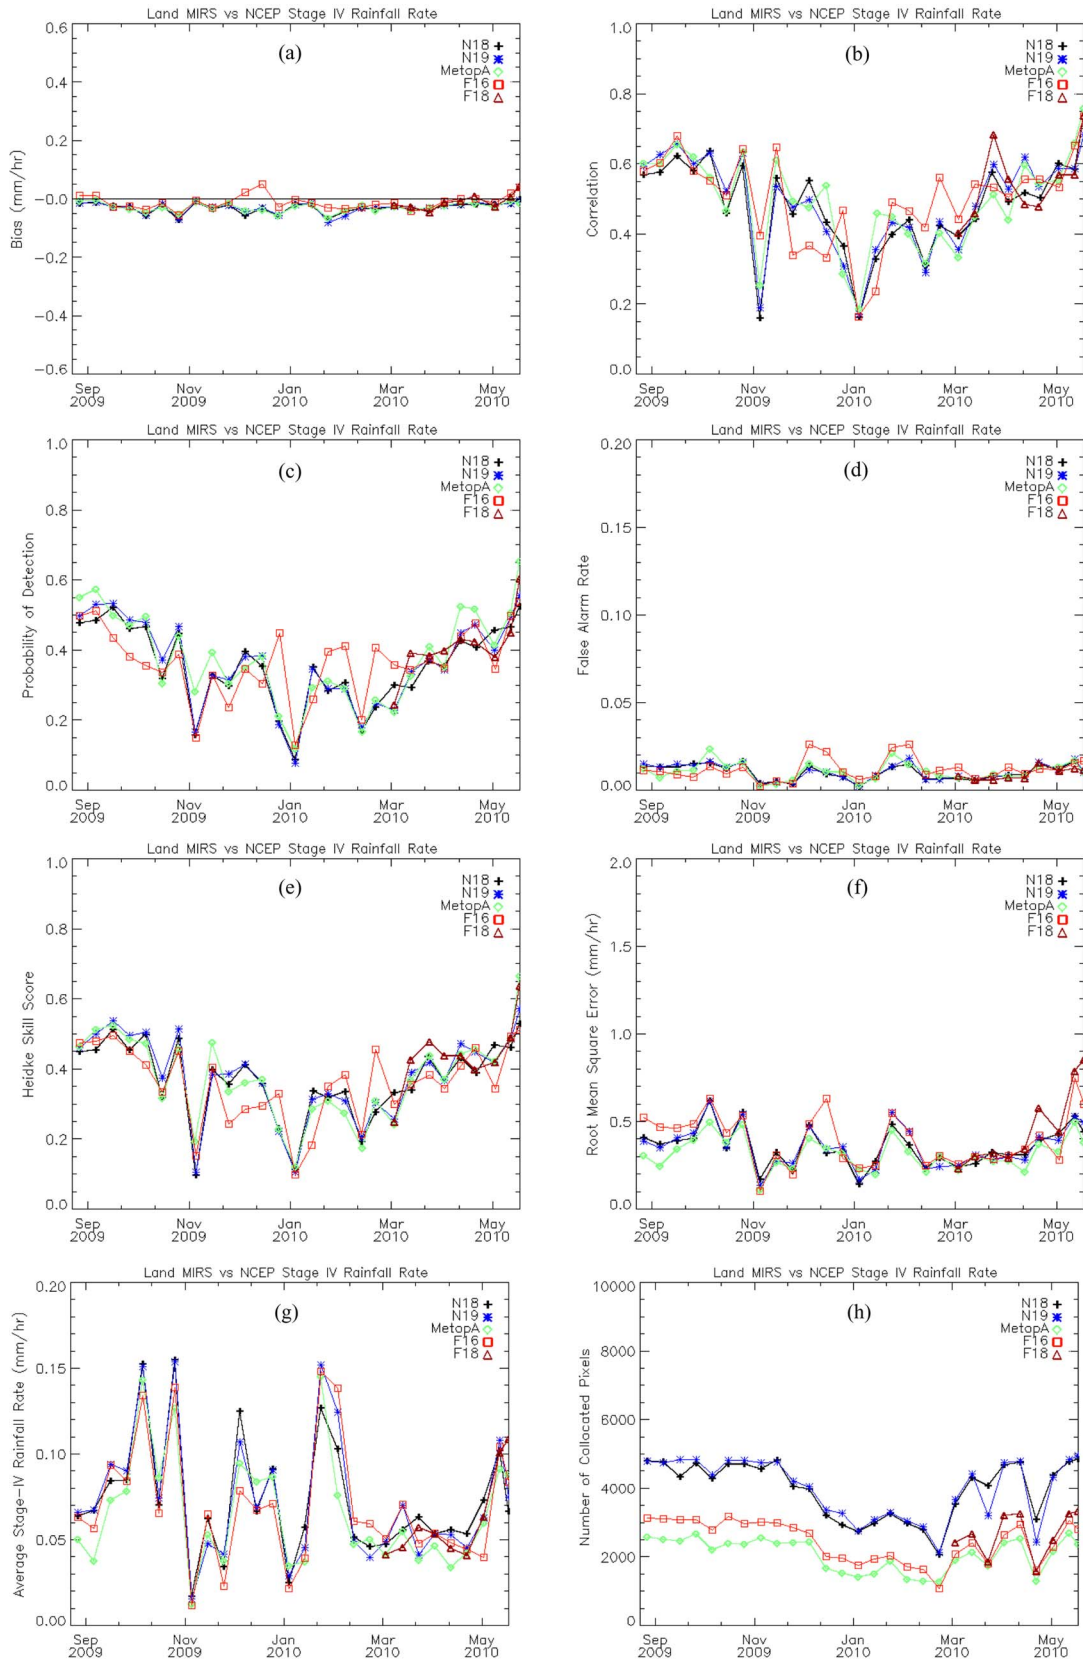 Land MIRS vs NCEP Stage IV Rainfall Rate
(a)
N18
N19
MetopA
F16
F18
Bias (mm/hr)
0.6
0.4
0.2
−0.0
−0.2
−0.4
−0.6
Sep Nov Jan Mar May
2009 2009 2010 2010 2010
Land MIRS vs NCEP Stage IV Rainfall Rate
(b)
N18
N19
MetopA
F16
F18
Correlation
1.0
0.8
0.6
0.4
0.2
0.0
Sep Nov Jan Mar May
2009 2009 2010 2010 2010
Land MIRS vs NCEP Stage IV Rainfall Rate
(c)
N18
N19
MetopA
F16
F18
Probability of Detection
1.0
0.8
0.6
0.4
0.2
0.0
Sep Nov Jan Mar May
2009 2009 2010 2010 2010
Land MIRS vs NCEP Stage IV Rainfall Rate
(d)
N18
N19
MetopA
F16
F18
False Alarm Rate
0.20
0.15
0.10
0.05
0.00
Sep Nov Jan Mar May
2009 2009 2010 2010 2010
Land MIRS vs NCEP Stage IV Rainfall Rate
(e)
N18
N19
MetopA
F16
F18
Heidke Skill Score
1.0
0.8
0.6
0.4
0.2
0.0
Sep Nov Jan Mar May
2009 2009 2010 2010 2010
Land MIRS vs NCEP Stage IV Rainfall Rate
(f)
N18
N19
MetopA
F16
F18
Root Mean Square Error (mm/hr)
2.0
1.5
1.0
0.5
0.0
Sep Nov Jan Mar May
2009 2009 2010 2010 2010
Land MIRS vs NCEP Stage IV Rainfall Rate
(g)
N18
N19
MetopA
F16
F18
Average Stage−IV Rainfall Rate (mm/hr)
0.20
0.15
0.10
0.05
0.00
Sep Nov Jan Mar May
2009 2009 2010 2010 2010
Land MIRS vs NCEP Stage IV Rainfall Rate
(h)
N18
N19
MetopA
F16
F18
Number of Collocated Pixels
10000
8000
6000
4000
2000
0
Sep Nov Jan Mar May
2009 2009 2010 2010 2010